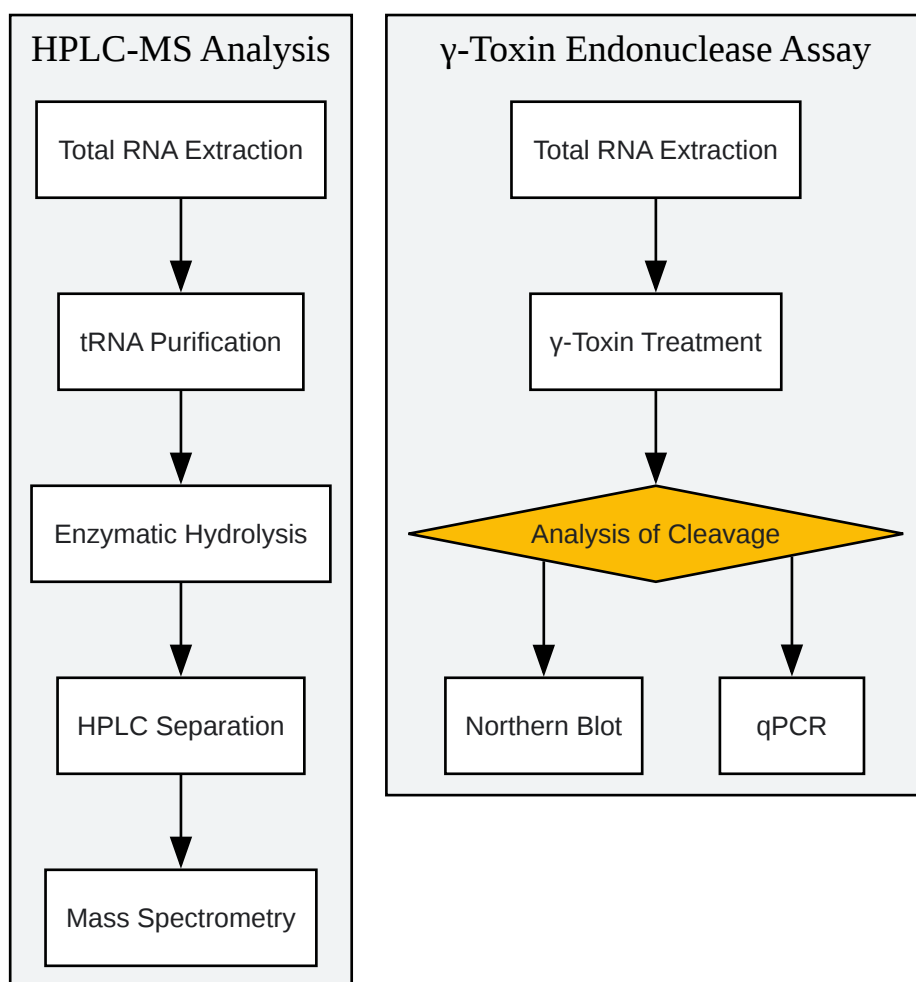 HPLC-MS Analysis
Total RNA Extraction
tRNA Purification
Enzymatic Hydrolysis
HPLC Separation
Mass Spectrometry
γ-Toxin Endonuclease Assay
Total RNA Extraction
γ-Toxin Treatment
Analysis of Cleavage
Northern Blot
qPCR